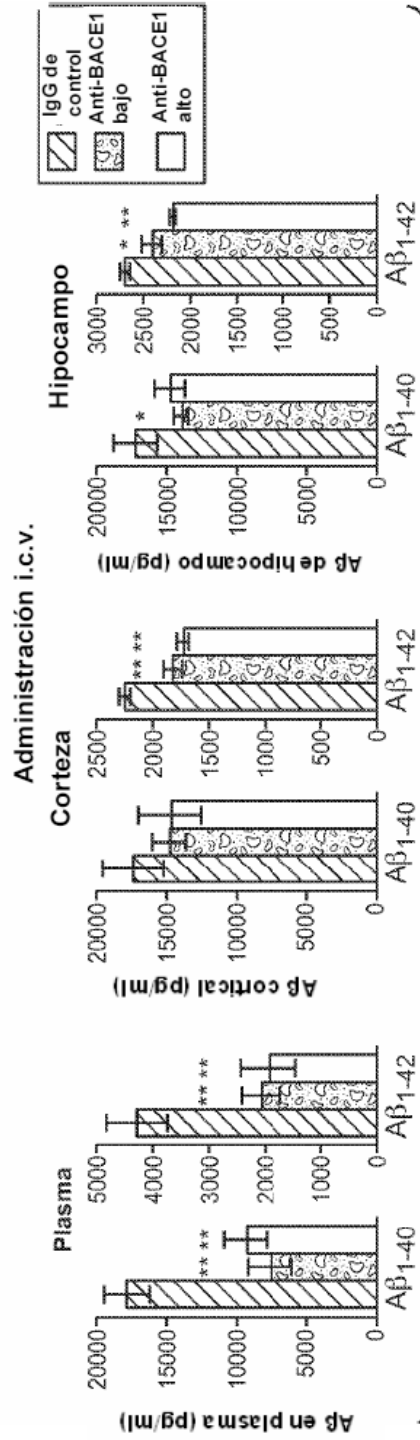 Administración i.c.v.
Plasma
Corteza
Hipocampo
IgG de
control
Anti-BACE1
bajo
Anti-BACE1
alto
Aβ en plasma (pg/ml)
20000
15000
10000
5000
0
** **
Aβ1-40
5000
4000
3000
2000
1000
0
** **
Aβ1-42
Aβ cortical (pg/ml)
20000
15000
10000
5000
0
Aβ1-40
2500
2000
1500
1000
500
0
** **
Aβ1-42
Aβ de hipocampo (pg/ml)
20000
15000
10000
5000
0
*
Aβ1-40
3000
2500
2000
1500
1000
500
0
* **
Aβ1-42